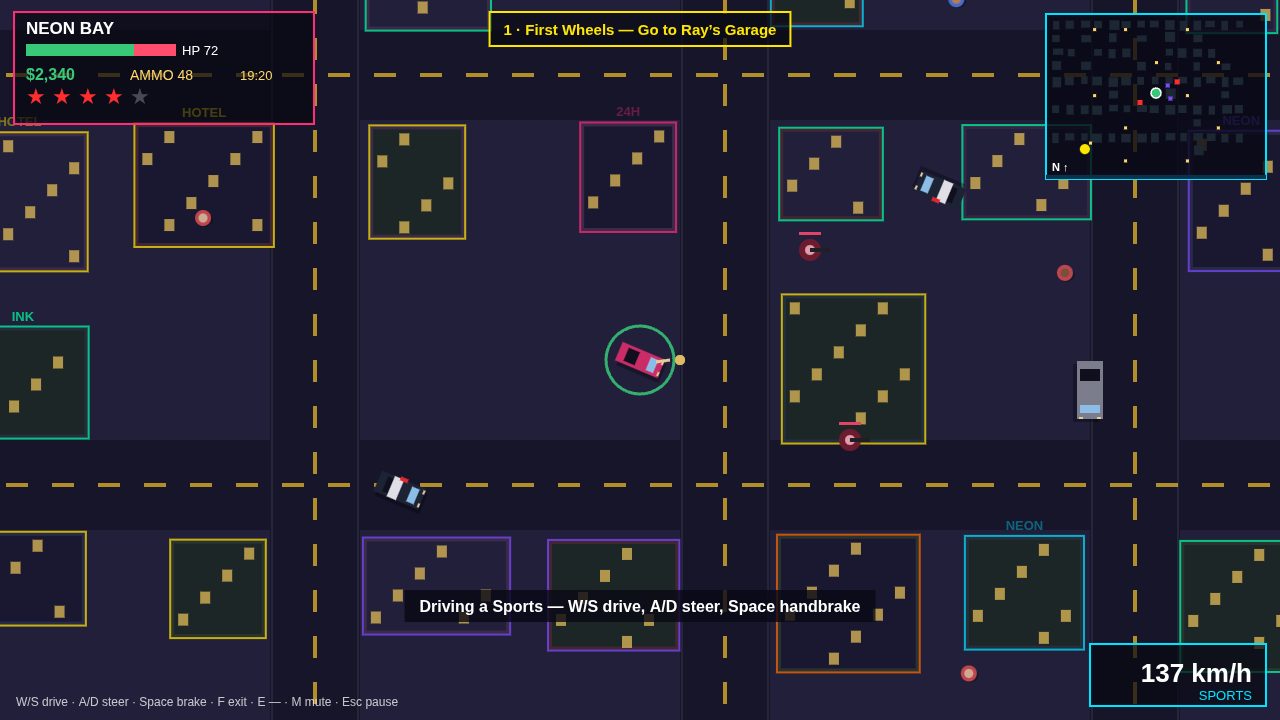 NEON BAY
1 · First Wheels — Go to Ray's Garage
HP 72
$2,340 AMMO 48 19:20
HOTEL
HOTEL
24H
NEON
N ↑
INK
NEON
Driving a Sports — W/S drive, A/D steer, Space handbrake
137 km/h
SPORTS
W/S drive · A/D steer · Space brake · F exit · E — · M mute · Esc pause